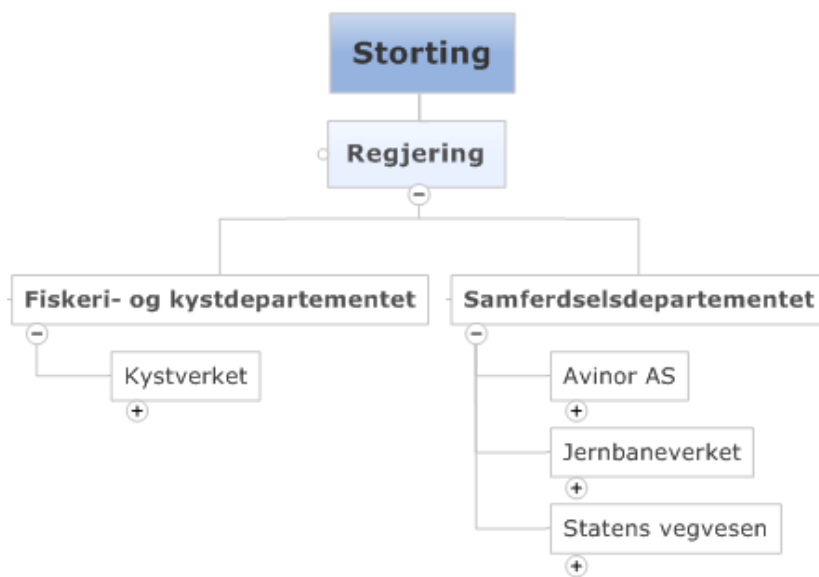 Storting
Regjering
Fiskeri- og kystdepartementet
Samferdselsdepartementet
Kystverket
Avinor AS
Jernbaneverket
Statens vegvesen